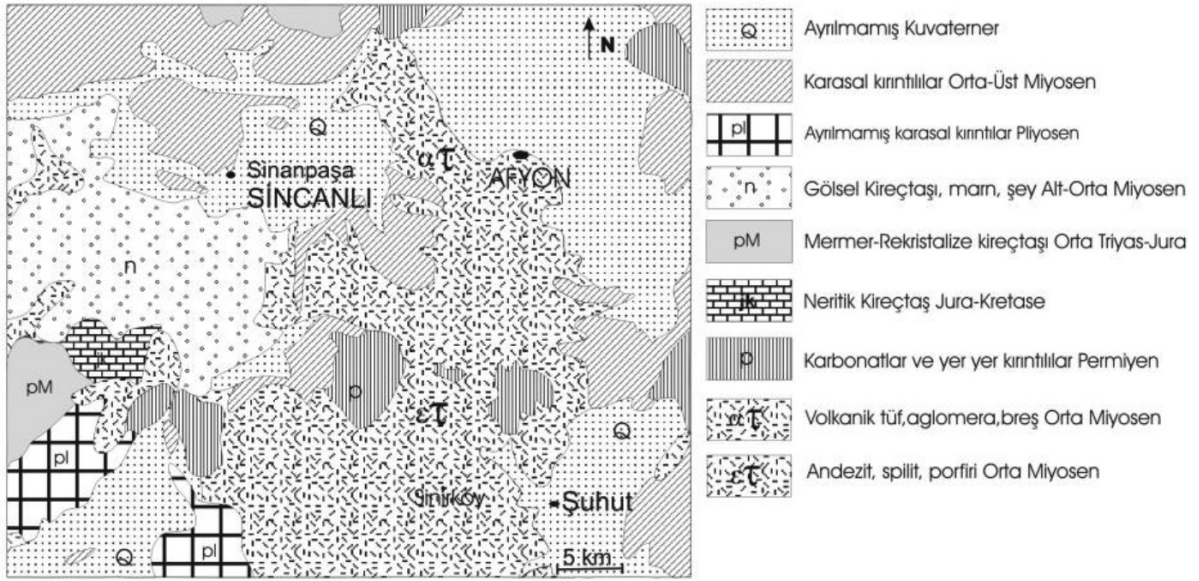 N
Q
Sinanpaşa
SİNCANLI
ατ
AFYON
n
jk
pM
p
ετ
pl
Q
Sinirköy
Şuhut
Q
pl
5 km
Q Ayrılmamış Kuvaterner
Karasal kırıntılılar Orta-Üst Miyosen
pl Ayrılmamış karasal kırıntılar Pliyosen
n Gölsel Kireçtaşı, marn, şey Alt-Orta Miyosen
pM Mermer-Rekristalize kireçtaşı Orta Triyas-Jura
jk Neritik Kireçtaş Jura-Kretase
p Karbonatlar ve yer yer kırıntılılar Permiyen
ατ Volkanik tüf,aglomera,breş Orta Miyosen
ετ Andezit, spilit, porfiri Orta Miyosen